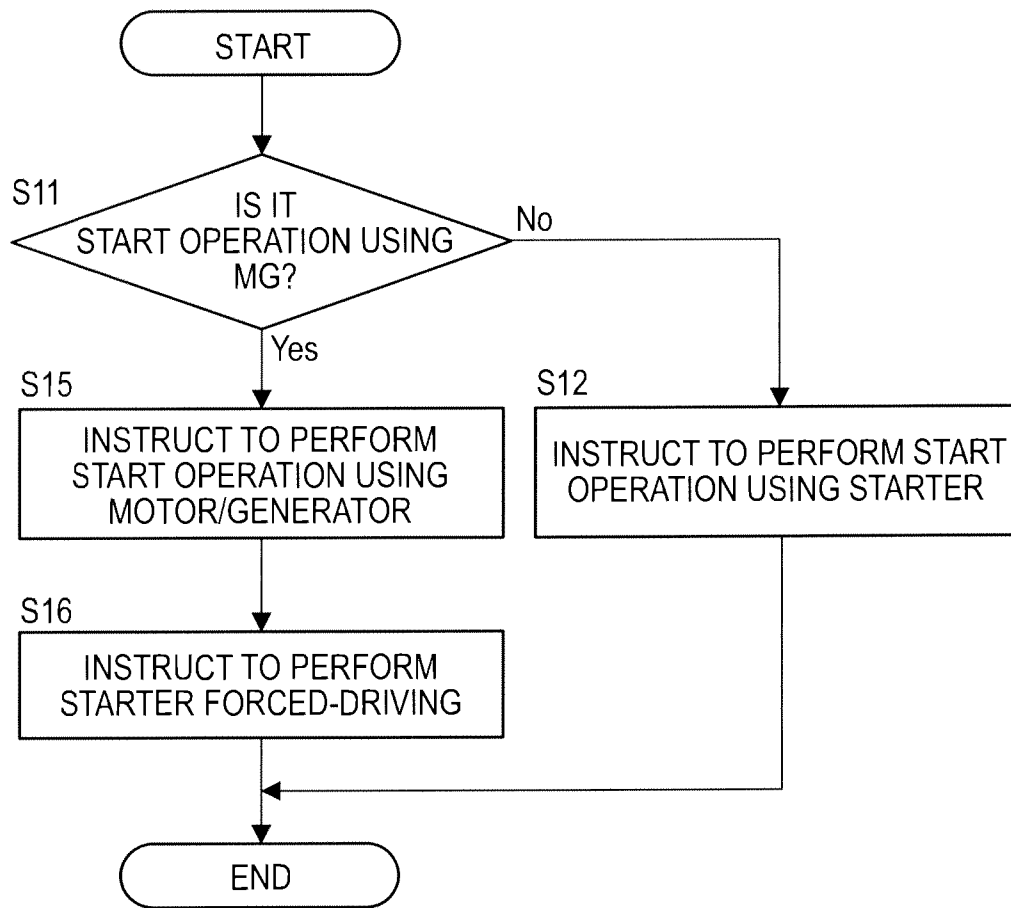 START
S11
IS IT
START OPERATION USING
MG?
No
Yes
S15
INSTRUCT TO PERFORM
START OPERATION USING
MOTOR/GENERATOR
S12
INSTRUCT TO PERFORM START
OPERATION USING STARTER
S16
INSTRUCT TO PERFORM
STARTER FORCED-DRIVING
END